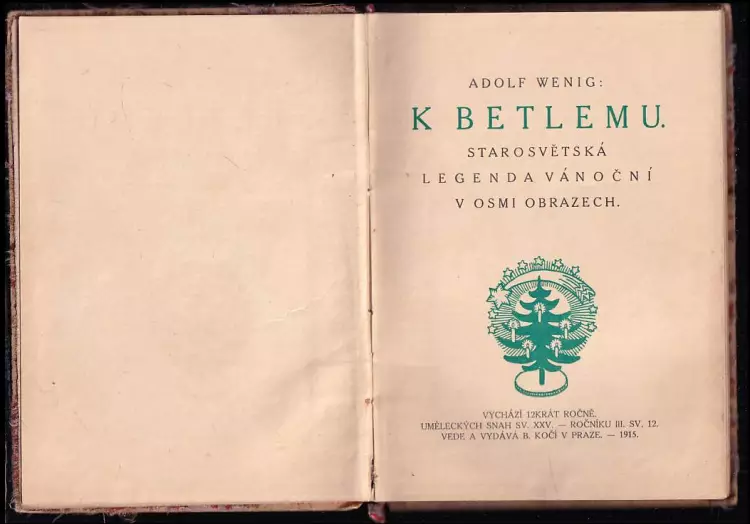 ADOLF WENIG:
K BETLEMU.
STAROSVĚTSKÁ
LEGENDA VÁNOČNÍ
V OSMI OBRAZECH.
VYCHÁZÍ 12KRÁT ROČNĚ.
UMĚLECKÝCH SNAH SV. XXV. — ROČNÍKU III. SV. 12.
VEDE A VYDÁVÁ B. KOČÍ V PRAZE. — 1915.